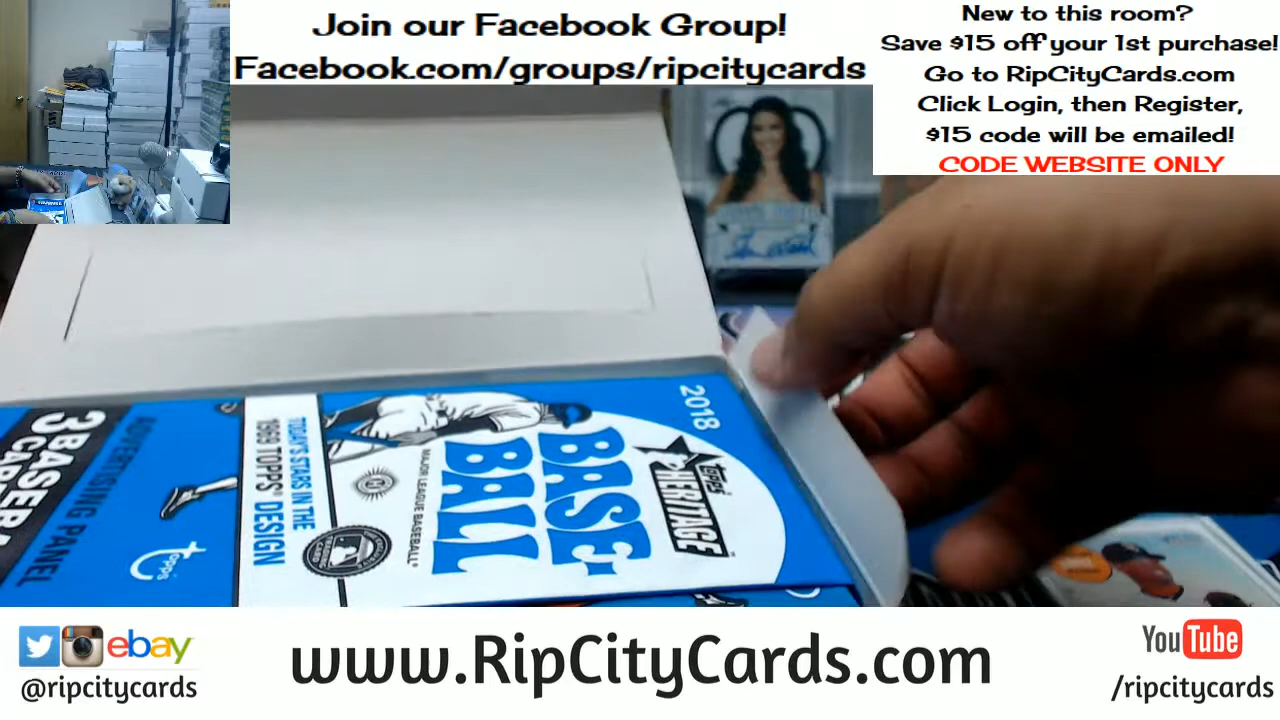 Join our Facebook Group!
Facebook.com/groups/ripcitycards
New to this room?
Save $15 off your 1st purchase!
Go to RipCityCards.com
Click Login, then Register,
$15 code will be emailed!
CODE WEBSITE ONLY
2018
topps
HERITAGE
BASE-
BALL
MAJOR LEAGUE BASEBALL
TODAY'S STARS IN THE
1969 TOPPS DESIGN
topps
ADVERTISING PANEL
3 BASEBALL
ebay
@ripcitycards
www.RipCityCards.com
YouTube
/ripcitycards